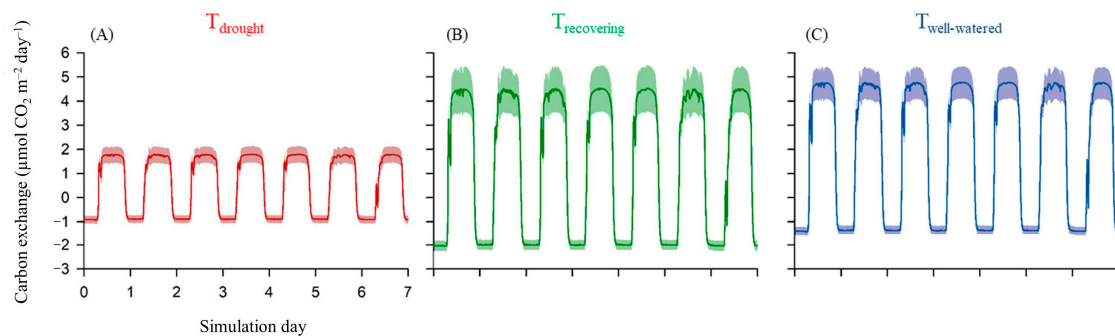 T_drought
T_recovering
T_well-watered
(A)
(B)
(C)
Carbon exchange (μmol CO₂ m⁻² day⁻¹)
6
5
4
3
2
1
0
−1
−2
−3
0 1 2 3 4 5 6 7
Simulation day